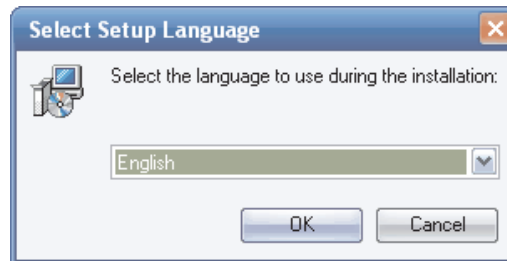 Select Setup Language
Select the language to use during the installation:
English
OK
Cancel